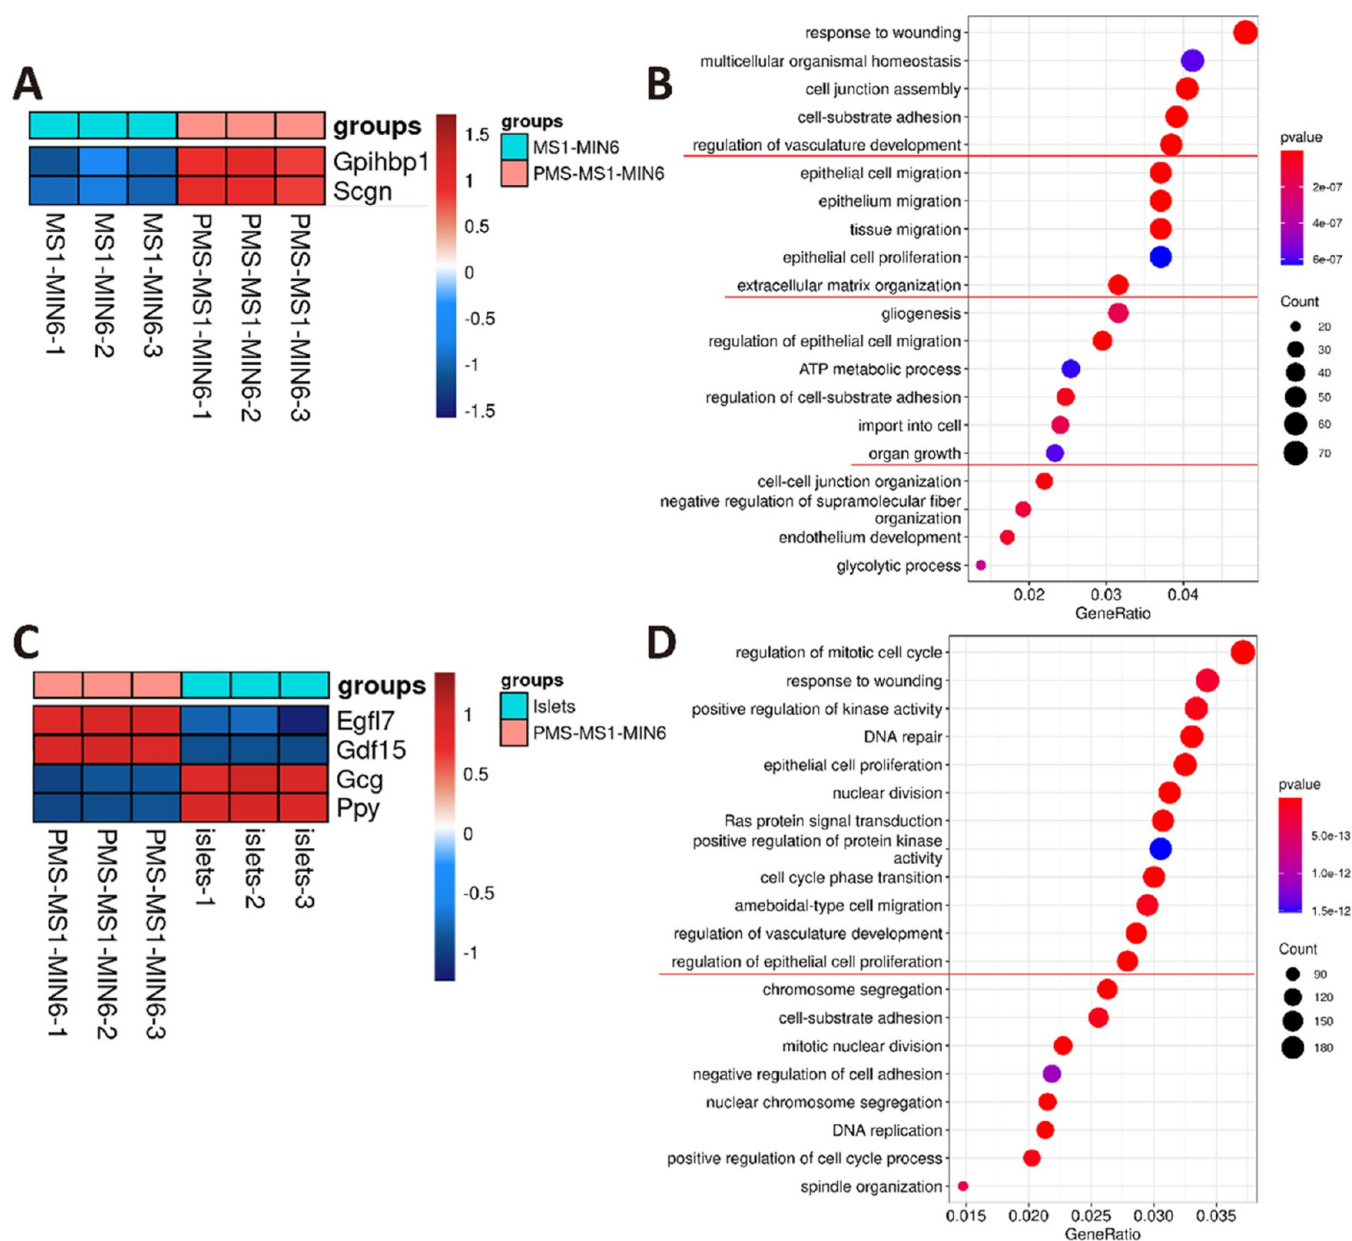 A
groups
Gpihbp1
Scgn
MS1-MIN6-1
MS1-MIN6-2
MS1-MIN6-3
PMS-MS1-MIN6-1
PMS-MS1-MIN6-2
PMS-MS1-MIN6-3
1.5
1
0.5
0
-0.5
-1
-1.5
groups
MS1-MIN6
PMS-MS1-MIN6
B
response to wounding
multicellular organismal homeostasis
cell junction assembly
cell-substrate adhesion
regulation of vasculature development
epithelial cell migration
epithelium migration
tissue migration
epithelial cell proliferation
extracellular matrix organization
gliogenesis
regulation of epithelial cell migration
ATP metabolic process
regulation of cell-substrate adhesion
import into cell
organ growth
cell-cell junction organization
negative regulation of supramolecular fiber
organization
endothelium development
glycolytic process
0.02 0.03 0.04
GeneRatio
pvalue
2e-07
4e-07
6e-07
Count
20
30
40
50
60
70
C
groups
Egfl7
Gdf15
Gcg
Ppy
PMS-MS1-MIN6-1
PMS-MS1-MIN6-2
PMS-MS1-MIN6-3
islets-1
islets-2
islets-3
1
0.5
0
-0.5
-1
groups
Islets
PMS-MS1-MIN6
D
regulation of mitotic cell cycle
response to wounding
positive regulation of kinase activity
DNA repair
epithelial cell proliferation
nuclear division
Ras protein signal transduction
positive regulation of protein kinase
activity
cell cycle phase transition
ameboidal-type cell migration
regulation of vasculature development
regulation of epithelial cell proliferation
chromosome segregation
cell-substrate adhesion
mitotic nuclear division
negative regulation of cell adhesion
nuclear chromosome segregation
DNA replication
positive regulation of cell cycle process
spindle organization
0.015 0.020 0.025 0.030 0.035
GeneRatio
pvalue
5.0e-13
1.0e-12
1.5e-12
Count
90
120
150
180